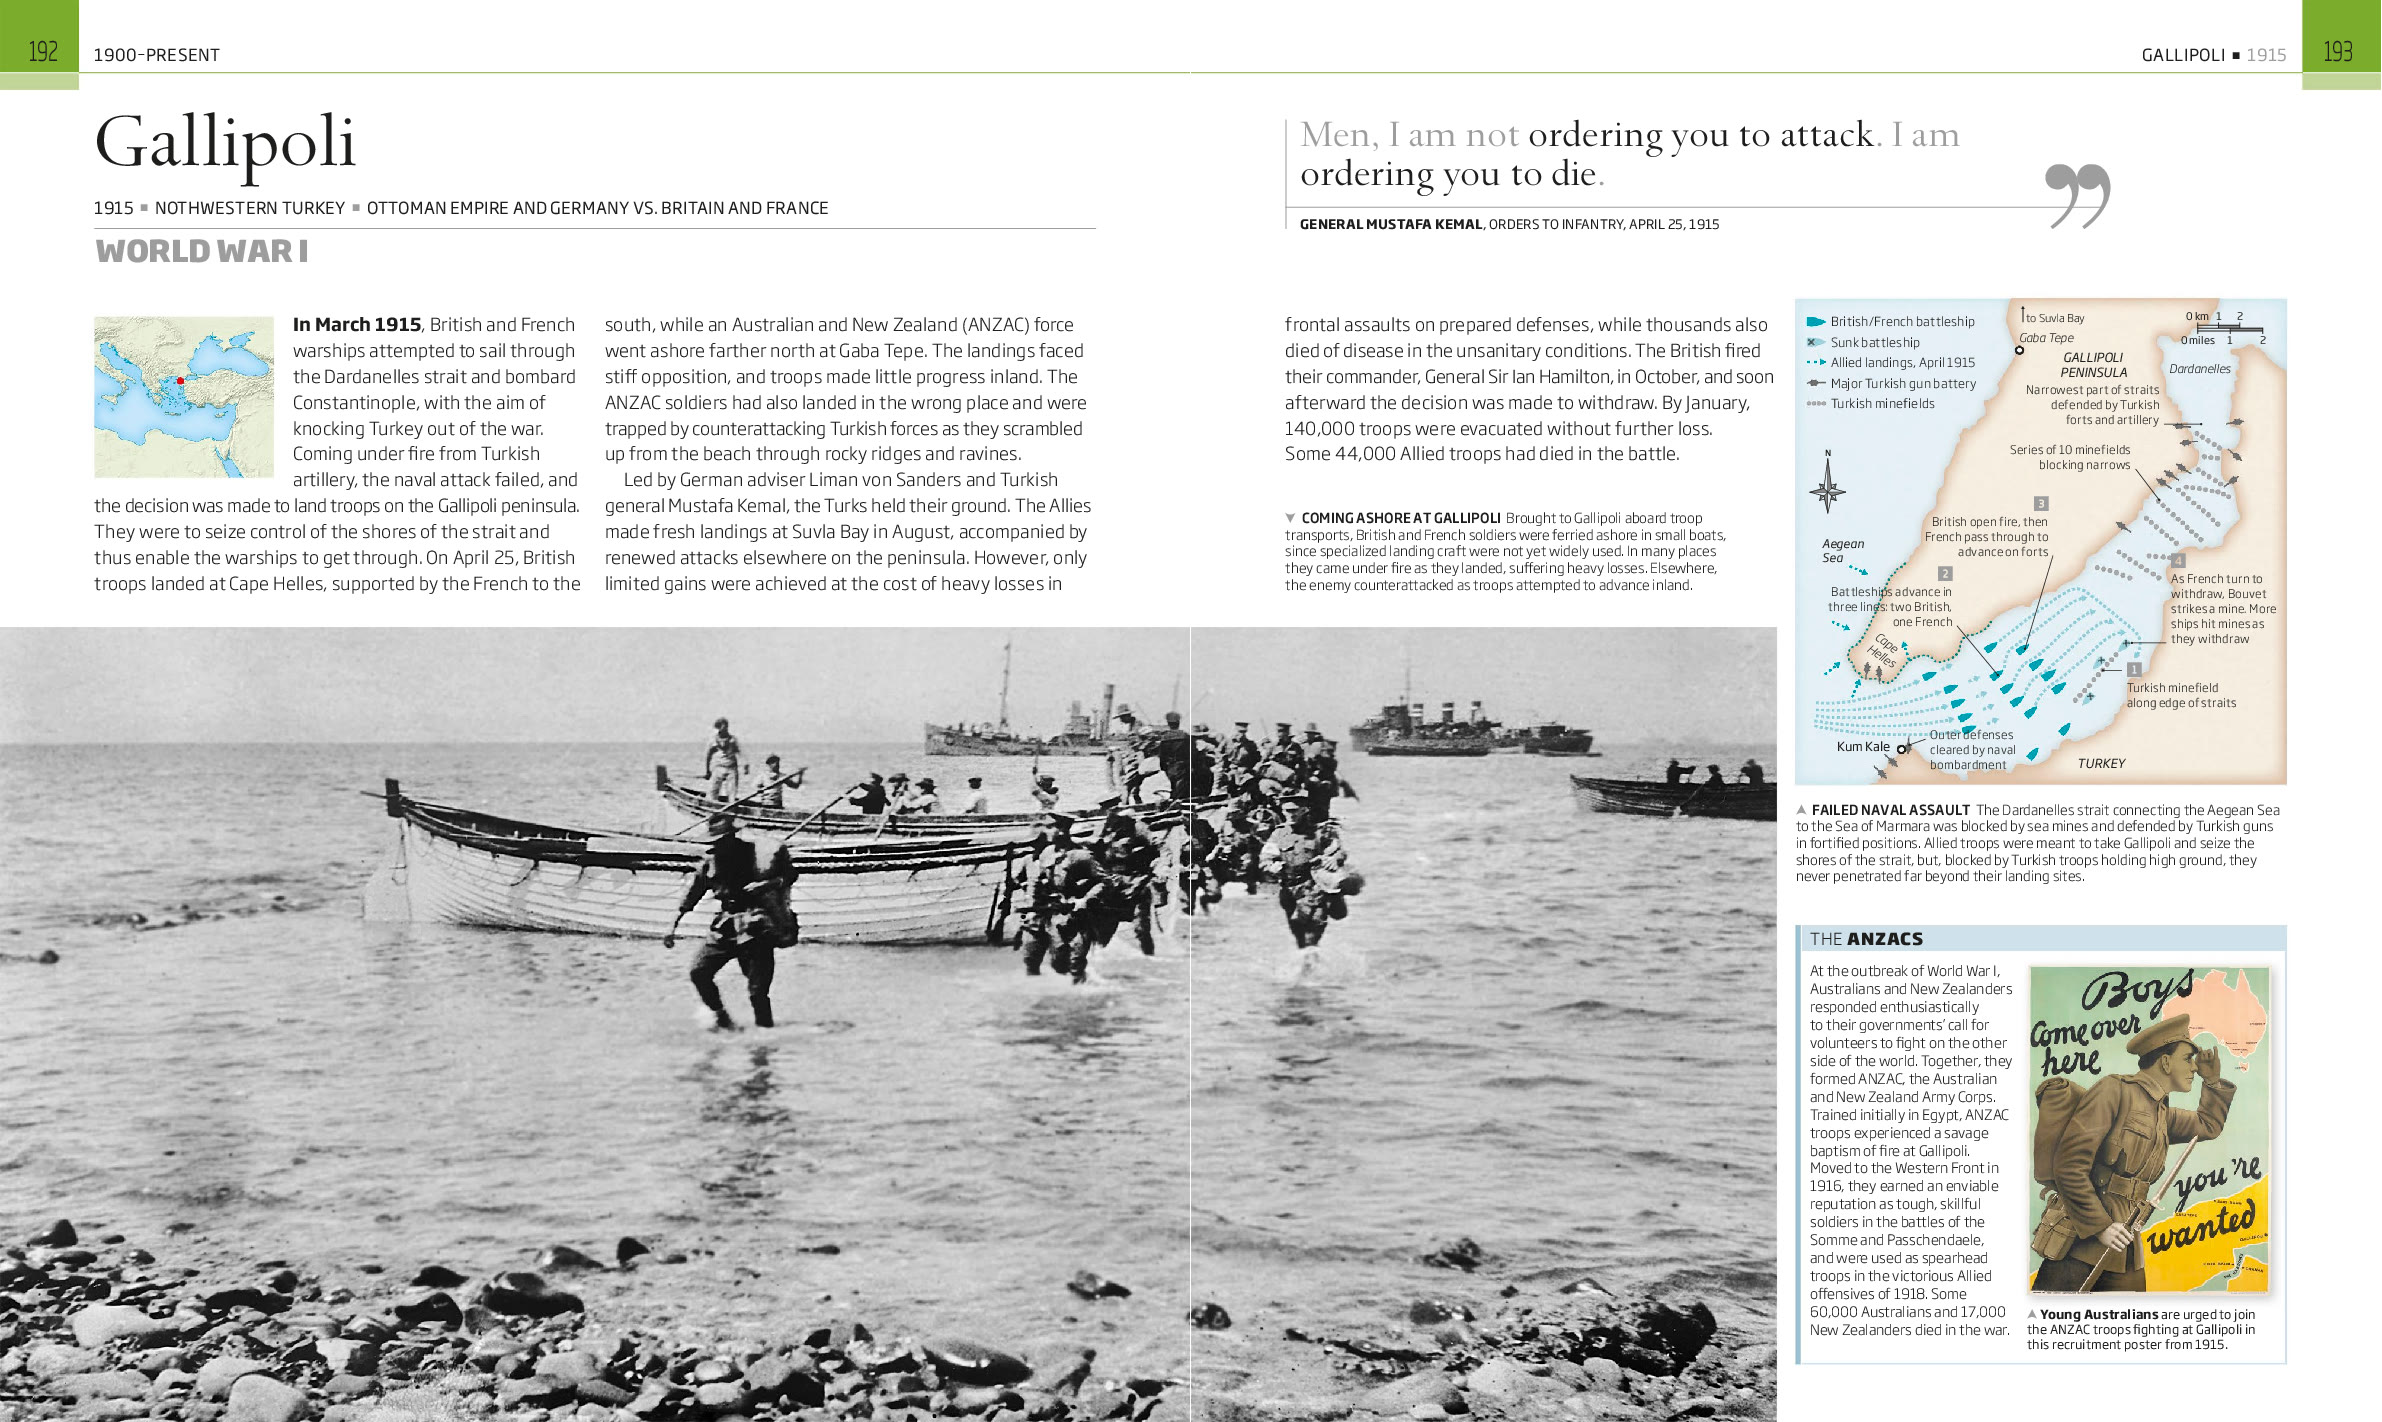 192
1900–PRESENT
GALLIPOLI ■ 1915
193
Gallipoli
1915 ■ NOTHWESTERN TURKEY ■ OTTOMAN EMPIRE AND GERMANY VS. BRITAIN AND FRANCE
WORLD WAR I
In March 1915, British and French
warships attempted to sail through
the Dardanelles strait and bombard
Constantinople, with the aim of
knocking Turkey out of the war.
Coming under fire from Turkish
artillery, the naval attack failed, and
the decision was made to land troops on the Gallipoli peninsula.
They were to seize control of the shores of the strait and
thus enable the warships to get through. On April 25, British
troops landed at Cape Helles, supported by the French to the
south, while an Australian and New Zealand (ANZAC) force
went ashore farther north at Gaba Tepe. The landings faced
stiff opposition, and troops made little progress inland. The
ANZAC soldiers had also landed in the wrong place and were
trapped by counterattacking Turkish forces as they scrambled
up from the beach through rocky ridges and ravines.
Led by German adviser Liman von Sanders and Turkish
general Mustafa Kemal, the Turks held their ground. The Allies
made fresh landings at Suvla Bay in August, accompanied by
renewed attacks elsewhere on the peninsula. However, only
limited gains were achieved at the cost of heavy losses in
Men, I am not ordering you to attack. I am
ordering you to die.
”
GENERAL MUSTAFA KEMAL, ORDERS TO INFANTRY, APRIL 25, 1915
frontal assaults on prepared defenses, while thousands also
died of disease in the unsanitary conditions. The British fired
their commander, General Sir Ian Hamilton, in October, and soon
afterward the decision was made to withdraw. By January,
140,000 troops were evacuated without further loss.
Some 44,000 Allied troops had died in the battle.
▼ COMING ASHORE AT GALLIPOLI Brought to Gallipoli aboard troop
transports, British and French soldiers were ferried ashore in small boats,
since specialized landing craft were not yet widely used. In many places
they came under fire as they landed, suffering heavy losses. Elsewhere,
the enemy counterattacked as troops attempted to advance inland.
British/French battleship
Sunk battleship
Allied landings, April 1915
Major Turkish gun battery
Turkish minefields
to Suvla Bay
Gaba Tepe
GALLIPOLI
PENINSULA
0 km 1 2
0 miles 1 2
Dardanelles
Narrowest part of straits
defended by Turkish
forts and artillery
Series of 10 minefields
blocking narrows
N
3
British open fire, then
French pass through to
advance on forts
Aegean
Sea
2
Battleships advance in
three lines: two British,
one French
4
As French turn to
withdraw, Bouvet
strikes a mine. More
ships hit mines as
they withdraw
Cape
Helles
1
Turkish minefield
along edge of straits
Kum Kale
Outer defenses
cleared by naval
bombardment
TURKEY
▲ FAILED NAVAL ASSAULT The Dardanelles strait connecting the Aegean Sea
to the Sea of Marmara was blocked by sea mines and defended by Turkish guns
in fortified positions. Allied troops were meant to take Gallipoli and seize the
shores of the strait, but, blocked by Turkish troops holding high ground, they
never penetrated far beyond their landing sites.
THE ANZACS
At the outbreak of World War I,
Australians and New Zealanders
responded enthusiastically
to their governments’ call for
volunteers to fight on the other
side of the world. Together, they
formed ANZAC, the Australian
and New Zealand Army Corps.
Trained initially in Egypt, ANZAC
troops experienced a savage
baptism of fire at Gallipoli.
Moved to the Western Front in
1916, they earned an enviable
reputation as tough, skillful
soldiers in the battles of the
Somme and Passchendaele,
and were used as spearhead
troops in the victorious Allied
offensives of 1918. Some
60,000 Australians and 17,000
New Zealanders died in the war.
Boys
Come over
here
you're
wanted
▲ Young Australians are urged to join
the ANZAC troops fighting at Gallipoli in
this recruitment poster from 1915.